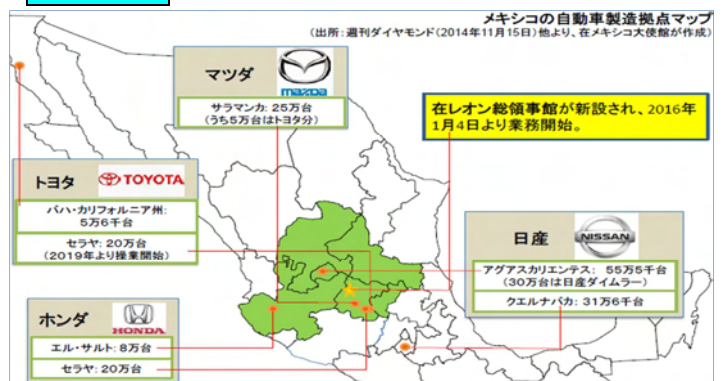 メキシコの自動車製造拠点マップ
(出所:週刊ダイヤモンド(2014年11月15日)他より、在メキシコ大使館が作成)
マツダ
mazda
サラマンカ: 25万台
(うち5万台はトヨタ分)
在レオン総領事館が新設され、2016年
1月4日より業務開始。
トヨタ
TOYOTA
バハ・カリフォルニア州:
5万6千台
セラヤ: 20万台
(2019年より操業開始)
日産
NISSAN
アグアスカリエンテス: 55万5千台
(30万台は日産ダイムラー)
クエルナバカ: 31万6千台
ホンダ
HONDA
エル・サルト: 8万台
セラヤ: 20万台